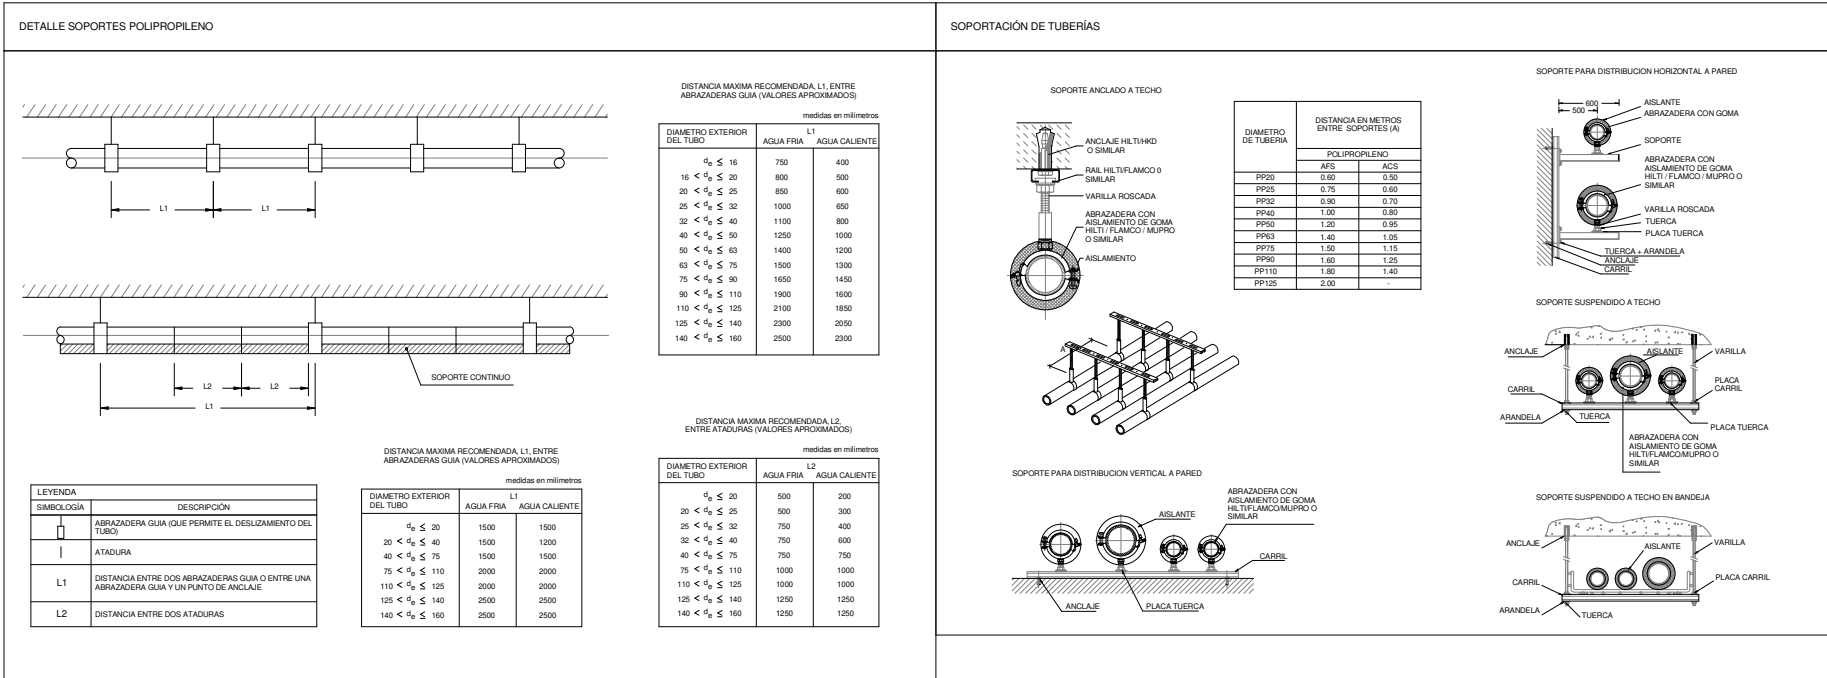 DETALLE SOPORTES POLIPROPILENO
L1
L1
SOPORTE CONTINUO
L2
L2
L1
DISTANCIA MAXIMA RECOMENDADA, L1, ENTRE
ABRAZADERAS GUIA (VALORES APROXIMADOS)
medidas en milímetros
DIAMETRO EXTERIOR DEL TUBO L1 AGUA FRIA AGUA CALIENTE
de ≤ 16 750 400
16 < de ≤ 20 800 500
20 < de ≤ 25 850 600
25 < de ≤ 32 1000 650
32 < de ≤ 40 1100 800
40 < de ≤ 50 1250 1000
50 < de ≤ 63 1400 1200
63 < de ≤ 75 1500 1300
75 < de ≤ 90 1650 1450
90 < de ≤ 110 1900 1600
110 < de ≤ 125 2100 1850
125 < de ≤ 140 2300 2050
140 < de ≤ 160 2500 2300
LEYENDA
SIMBOLOGÍA DESCRIPCIÓN
ABRAZADERA GUIA (QUE PERMITE EL DESLIZAMIENTO DEL
TUBO)
ATADURA
L1 DISTANCIA ENTRE DOS ABRAZADERAS GUIA O ENTRE UNA
ABRAZADERA GUIA Y UN PUNTO DE ANCLAJE
L2 DISTANCIA ENTRE DOS ATADURAS
DISTANCIA MAXIMA RECOMENDADA, L1, ENTRE
ABRAZADERAS GUIA (VALORES APROXIMADOS)
medidas en milímetros
DIAMETRO EXTERIOR DEL TUBO L1 AGUA FRIA AGUA CALIENTE
de ≤ 20 1500 1500
20 < de ≤ 40 1500 1200
40 < de ≤ 75 1500 1500
75 < de ≤ 110 2000 2000
110 < de ≤ 125 2000 2000
125 < de ≤ 140 2500 2500
140 < de ≤ 160 2500 2500
DISTANCIA MAXIMA RECOMENDADA, L2,
ENTRE ATADURAS (VALORES APROXIMADOS)
medidas en milímetros
DIAMETRO EXTERIOR DEL TUBO L2 AGUA FRIA AGUA CALIENTE
de ≤ 20 500 200
20 < de ≤ 25 500 300
25 < de ≤ 32 750 400
32 < de ≤ 40 750 600
40 < de ≤ 75 750 750
75 < de ≤ 110 1000 1000
110 < de ≤ 125 1000 1000
125 < de ≤ 140 1250 1250
140 < de ≤ 160 1250 1250
SOPORTACIÓN DE TUBERÍAS
SOPORTE ANCLADO A TECHO
ANCLAJE HILTI/HKD
O SIMILAR
RAIL HILTI/FLAMCO 0
SIMILAR
VARILLA ROSCADA
ABRAZADERA CON
AISLAMIENTO DE GOMA
HILTI / FLAMCO / MUPRO
O SIMILAR
AISLAMIENTO
A
DIAMETRO DE TUBERIA
DISTANCIA EN METROS
ENTRE SOPORTES (A)
POLIPROPILENO
AFS ACS
PP20 0.60 0.50
PP25 0.75 0.60
PP32 0.90 0.70
PP40 1.00 0.80
PP50 1.20 0.95
PP63 1.40 1.05
PP75 1.50 1.15
PP90 1.60 1.25
PP110 1.80 1.40
PP125 2.00 -
SOPORTE PARA DISTRIBUCION VERTICAL A PARED
AISLANTE
ABRAZADERA CON
AISLAMIENTO DE GOMA
HILTI/FLAMCO/MUPRO O
SIMILAR
CARRIL
ANCLAJE
PLACA TUERCA
SOPORTE PARA DISTRIBUCION HORIZONTAL A PARED
600
500
AISLANTE
ABRAZADERA CON GOMA
SOPORTE
ABRAZADERA CON
AISLAMIENTO DE GOMA
HILTI / FLAMCO / MUPRO O
SIMILAR
VARILLA ROSCADA
TUERCA
PLACA TUERCA
TUERCA + ARANDELA
ANCLAJE
CARRIL
SOPORTE SUSPENDIDO A TECHO
ANCLAJE
AISLANTE
VARILLA
CARRIL
PLACA
CARRIL
ARANDELA
TUERCA
PLACA TUERCA
ABRAZADERA CON
AISLAMIENTO DE GOMA
HILTI/FLAMCO/MUPRO O
SIMILAR
SOPORTE SUSPENDIDO A TECHO EN BANDEJA
ANCLAJE
AISLANTE
VARILLA
CARRIL
PLACA CARRIL
ARANDELA
TUERCA